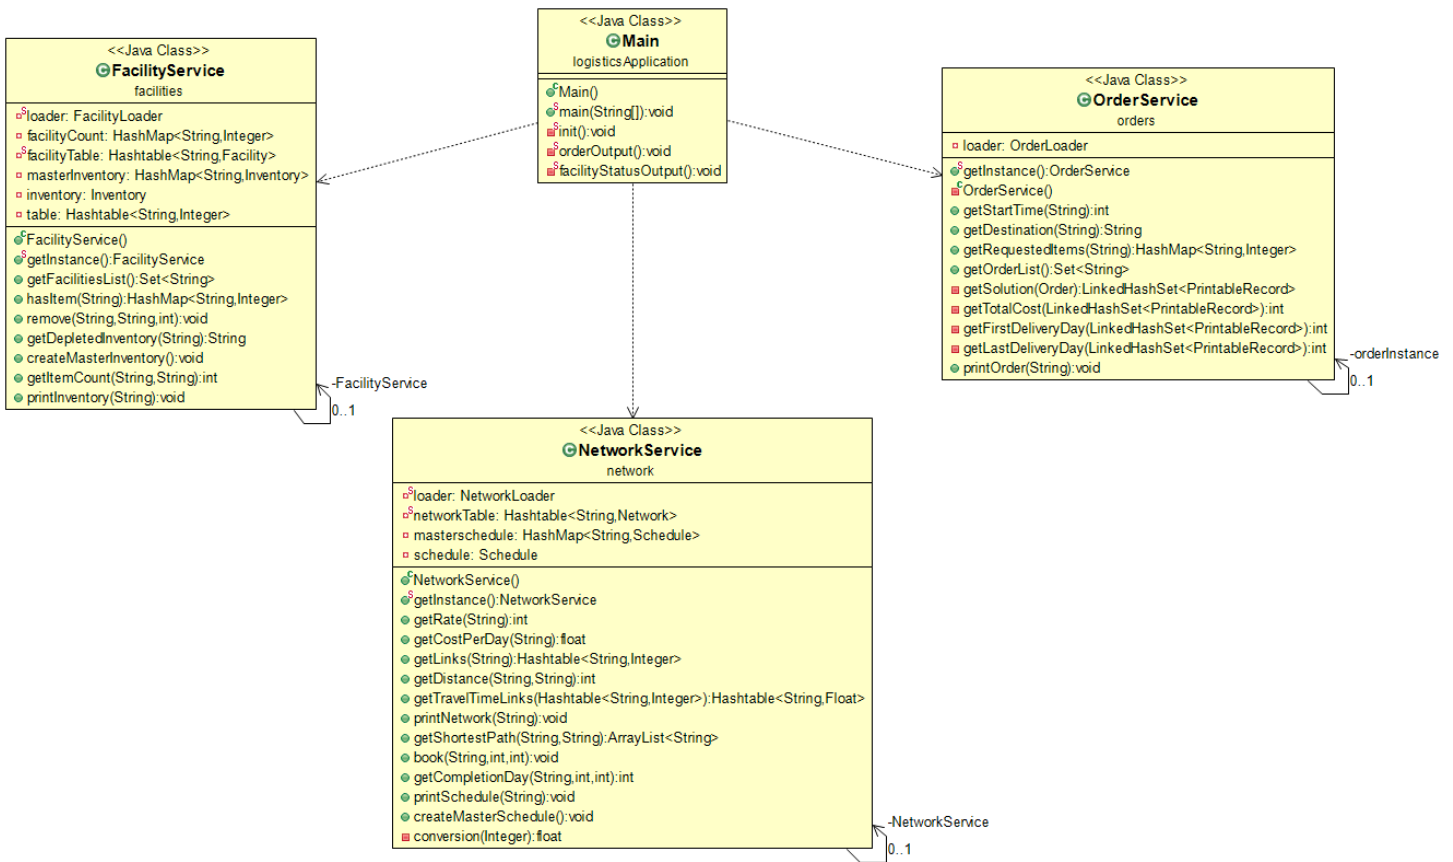 <<Java Class>>
Main
logisticsApplication
Main()
main(String[]):void
init():void
orderOutput():void
facilityStatusOutput():void
<<Java Class>>
FacilityService
facilities
loader: FacilityLoader
facilityCount: HashMap<String,Integer>
facilityTable: Hashtable<String,Facility>
masterInventory: HashMap<String,Inventory>
inventory: Inventory
table: Hashtable<String,Integer>
FacilityService()
getInstance():FacilityService
getFacilitiesList():Set<String>
hasItem(String):HashMap<String,Integer>
remove(String,String,int):void
getDepletedInventory(String):String
createMasterInventory():void
getItemCount(String,String):int
printInventory(String):void
-FacilityService
0..1
<<Java Class>>
OrderService
orders
loader: OrderLoader
getInstance():OrderService
OrderService()
getStartTime(String):int
getDestination(String):String
getRequestedItems(String):HashMap<String,Integer>
getOrderList():Set<String>
getSolution(Order):LinkedHashSet<PrintableRecord>
getTotalCost(LinkedHashSet<PrintableRecord>):int
getFirstDeliveryDay(LinkedHashSet<PrintableRecord>):int
getLastDeliveryDay(LinkedHashSet<PrintableRecord>):int
printOrder(String):void
-orderInstance
0..1
<<Java Class>>
NetworkService
network
loader: NetworkLoader
networkTable: Hashtable<String,Network>
masterschedule: HashMap<String,Schedule>
schedule: Schedule
NetworkService()
getInstance():NetworkService
getRate(String):int
getCostPerDay(String):float
getLinks(String):Hashtable<String,Integer>
getDistance(String,String):int
getTravelTimeLinks(Hashtable<String,Integer>):Hashtable<String,Float>
printNetwork(String):void
getShortestPath(String,String):ArrayList<String>
book(String,int,int):void
getCompletionDay(String,int,int):int
printSchedule(String):void
createMasterSchedule():void
conversion(Integer):float
-NetworkService
0..1